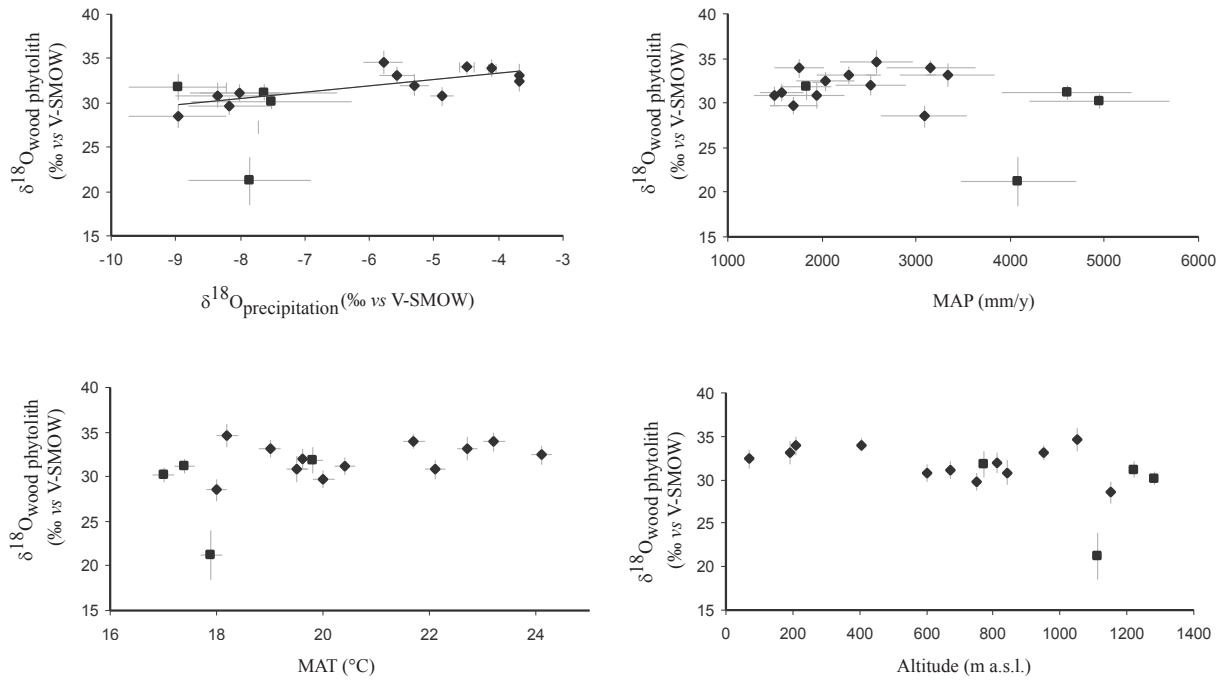 40
35
30
25
20
15
δ18Owood phytolith
(‰ vs V-SMOW)
-10 -9 -8 -7 -6 -5 -4 -3
δ18Oprecipitation (‰ vs V-SMOW)
40
35
30
25
20
15
δ18Owood phytolith
(‰ vs V-SMOW)
1000 2000 3000 4000 5000 6000
MAP (mm/y)
40
35
30
25
20
15
δ18Owood phytolith
(‰ vs V-SMOW)
16 18 20 22 24
MAT (°C)
40
35
30
25
20
15
δ18Owood phytolith
(‰ vs V-SMOW)
0 200 400 600 800 1000 1200 1400
Altitude (m a.s.l.)